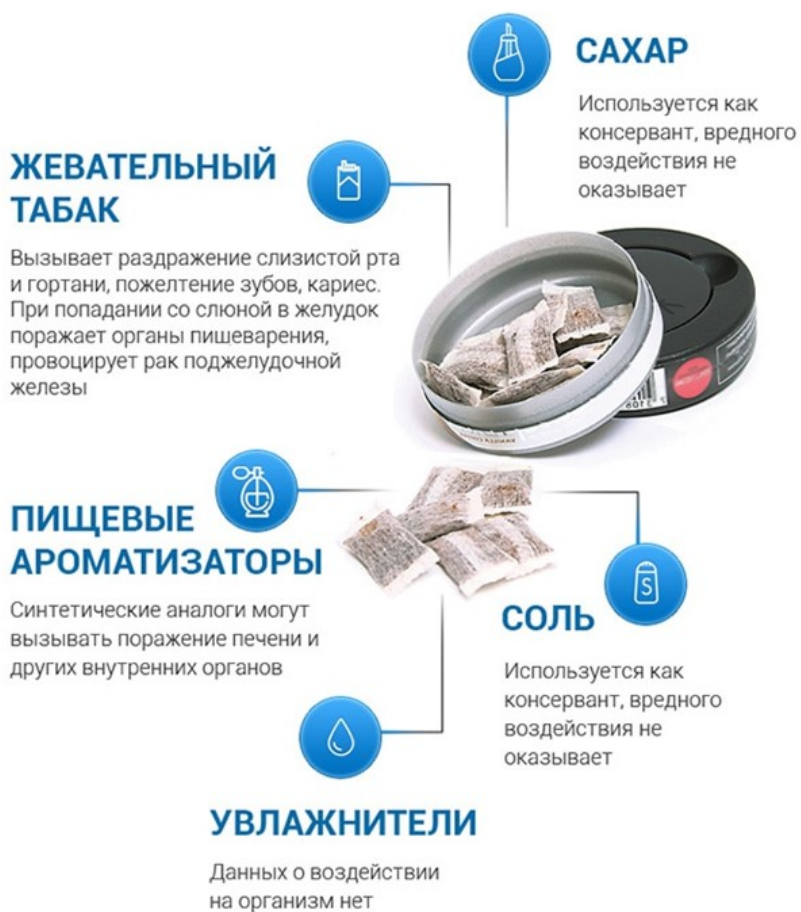 САХАР
Используется как
консервант, вредного
воздействия не
оказывает
ЖЕВАТЕЛЬНЫЙ
ТАБАК
Вызывает раздражение слизистой рта
и гортани, пожелтение зубов, кариес.
При попадании со слюной в желудок
поражает органы пищеварения,
провоцирует рак поджелудочной
железы
ПИЩЕВЫЕ
АРОМАТИЗАТОРЫ
Синтетические аналоги могут
вызывать поражение печени и
других внутренних органов
S
СОЛЬ
Используется как
консервант, вредного
воздействия не
оказывает
УВЛАЖНИТЕЛИ
Данных о воздействии
на организм нет